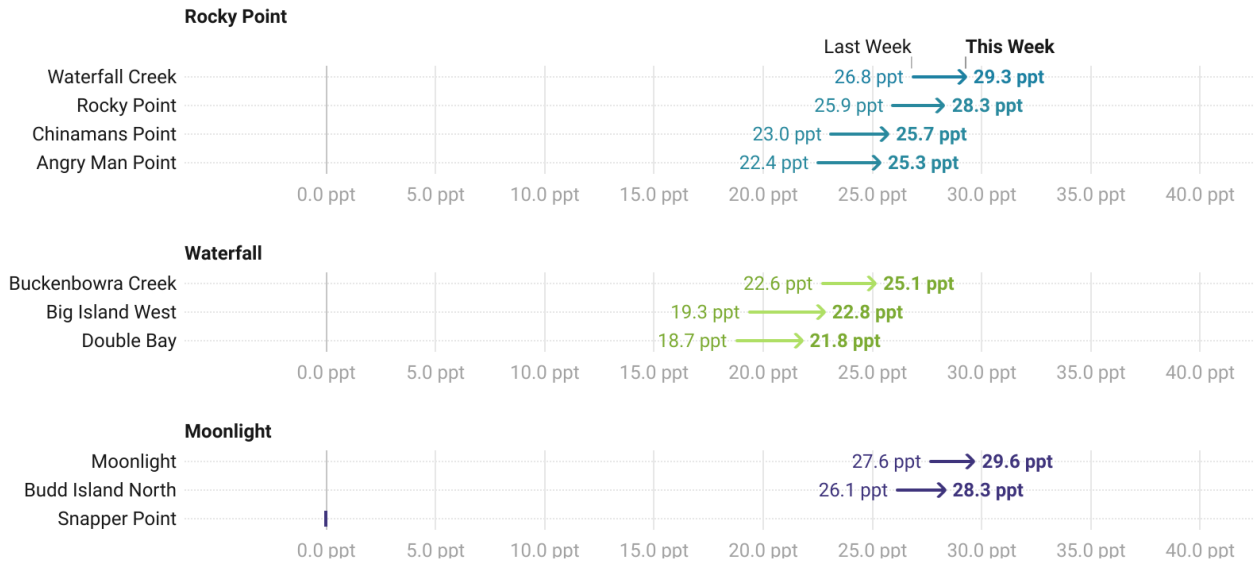 Rocky Point
Last Week This Week
Waterfall Creek 26.8 ppt 29.3 ppt
Rocky Point 25.9 ppt 28.3 ppt
Chinamans Point 23.0 ppt 25.7 ppt
Angry Man Point 22.4 ppt 25.3 ppt
0.0 ppt 5.0 ppt 10.0 ppt 15.0 ppt 20.0 ppt 25.0 ppt 30.0 ppt 35.0 ppt 40.0 ppt
Waterfall
Buckenbowra Creek 22.6 ppt 25.1 ppt
Big Island West 19.3 ppt 22.8 ppt
Double Bay 18.7 ppt 21.8 ppt
0.0 ppt 5.0 ppt 10.0 ppt 15.0 ppt 20.0 ppt 25.0 ppt 30.0 ppt 35.0 ppt 40.0 ppt
Moonlight
Moonlight 27.6 ppt 29.6 ppt
Budd Island North 26.1 ppt 28.3 ppt
Snapper Point
0.0 ppt 5.0 ppt 10.0 ppt 15.0 ppt 20.0 ppt 25.0 ppt 30.0 ppt 35.0 ppt 40.0 ppt